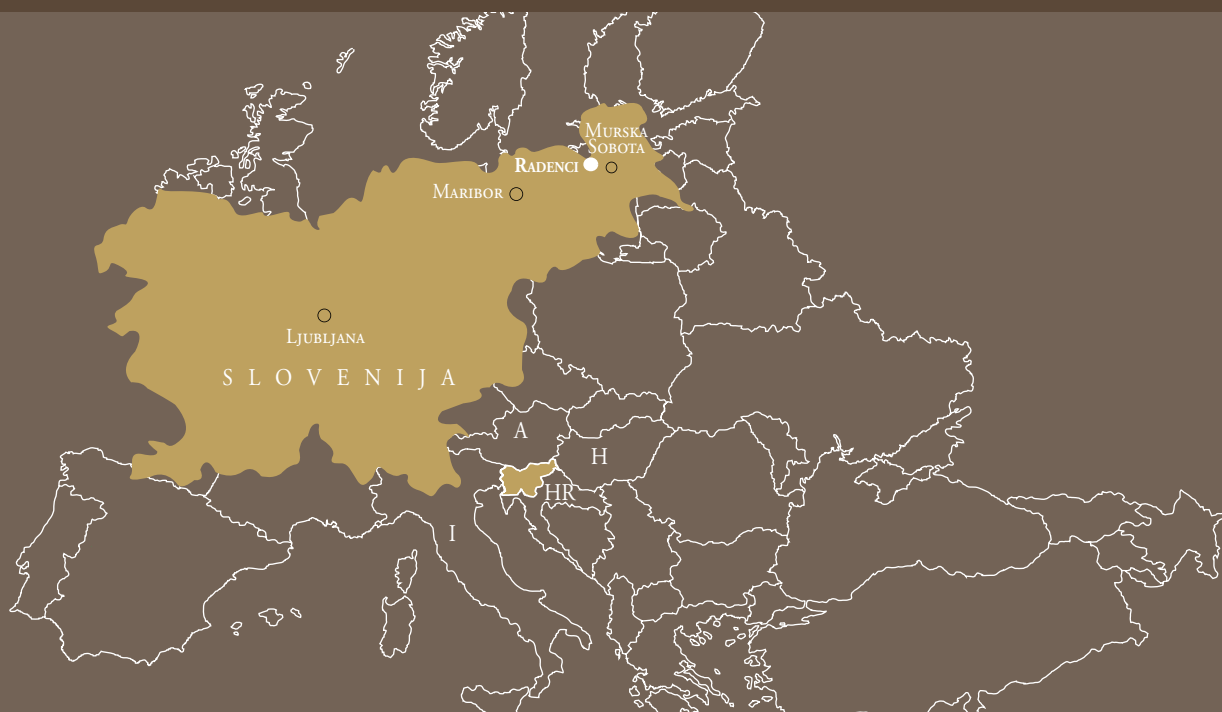 MURSKA
SOBOTA
RADENCI
MARIBOR
LJUBLJANA
SLOVENIJA
A
H
HR
I